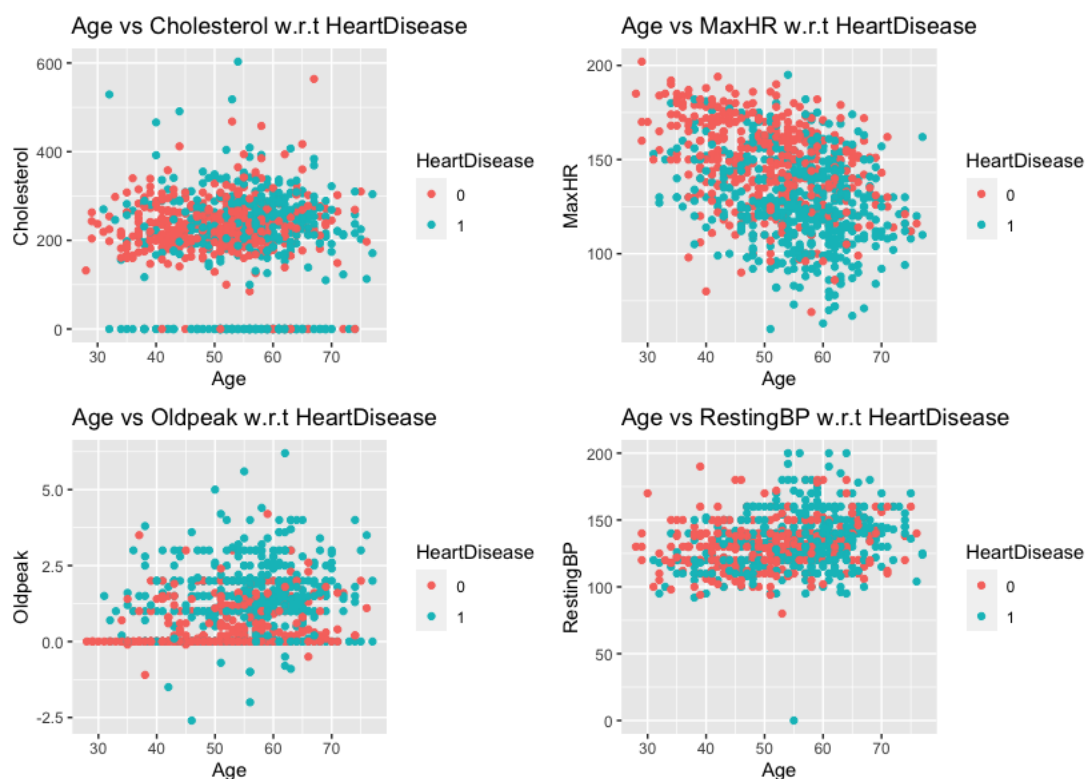 Age vs Cholesterol w.r.t HeartDisease
600
400
200
0
Cholesterol
30 40 50 60 70
Age
HeartDisease
0
1
Age vs MaxHR w.r.t HeartDisease
200
150
100
MaxHR
30 40 50 60 70
Age
HeartDisease
0
1
Age vs Oldpeak w.r.t HeartDisease
5.0
2.5
0.0
-2.5
Oldpeak
30 40 50 60 70
Age
HeartDisease
0
1
Age vs RestingBP w.r.t HeartDisease
200
150
100
50
0
RestingBP
30 40 50 60 70
Age
HeartDisease
0
1